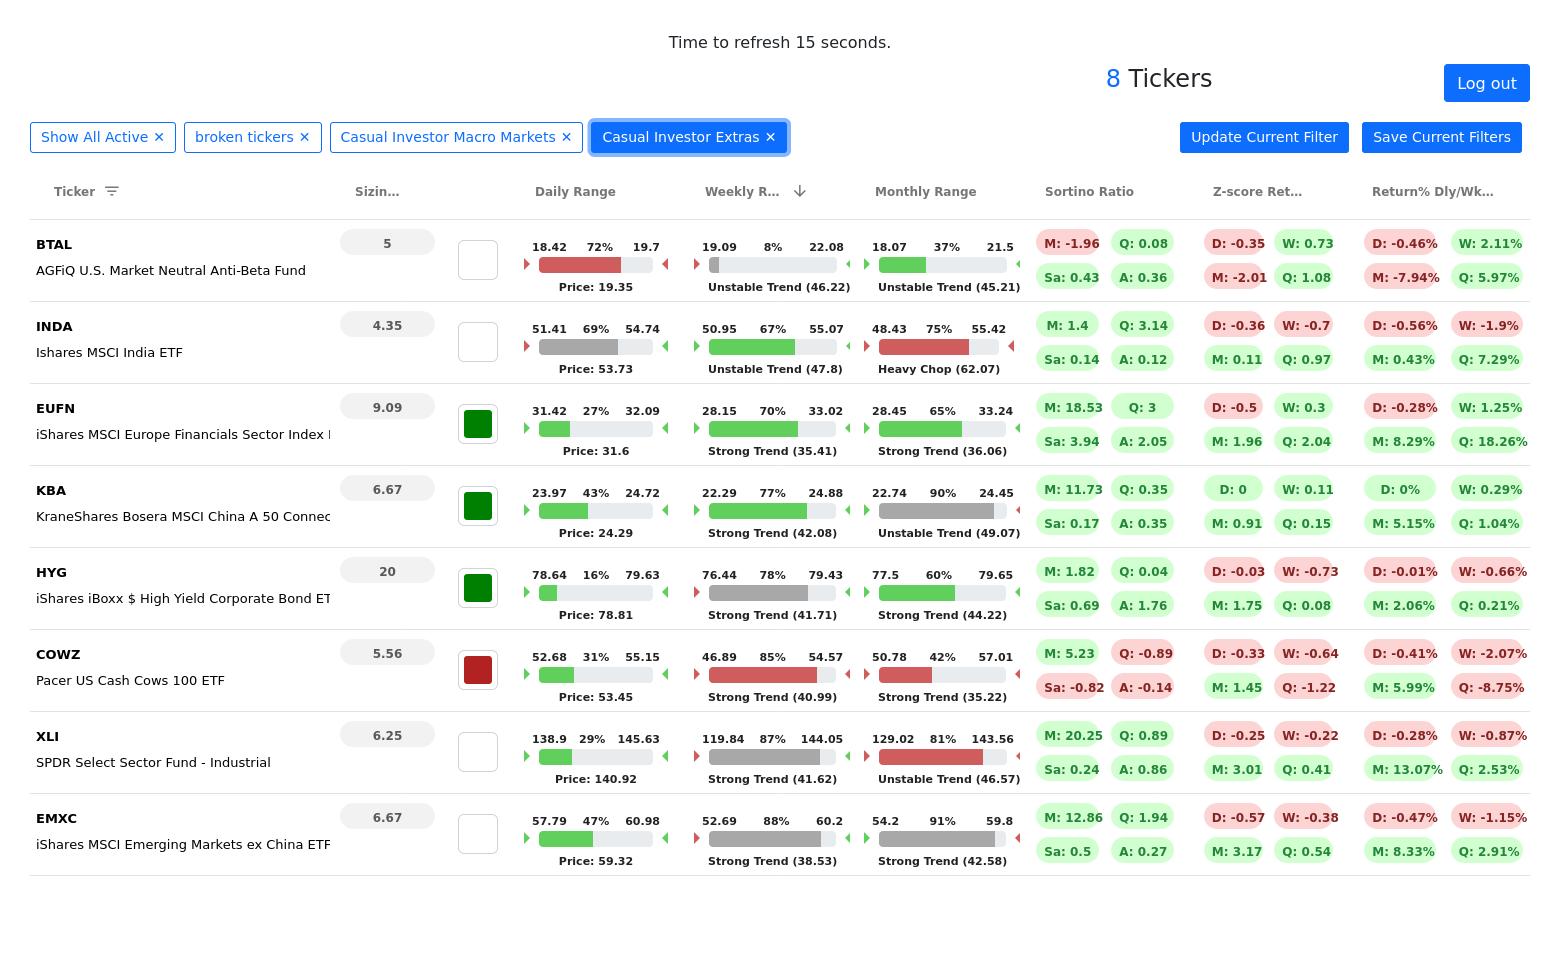 Time to refresh 15 seconds.
8 Tickers
Log out
Show All Active ✕ broken tickers ✕ Casual Investor Macro Markets ✕ Casual Investor Extras ✕ Update Current Filter Save Current Filters
Ticker Sizin... Daily Range Weekly R... Monthly Range Sortino Ratio Z-score Ret... Return% Dly/Wk...
BTAL 5 18.42 72% 19.7 19.09 8% 22.08 18.07 37% 21.5 M: -1.96 Q: 0.08 D: -0.35 W: 0.73 D: -0.46% W: 2.11%
AGFiQ U.S. Market Neutral Anti-Beta Fund Sa: 0.43 A: 0.36 M: -2.01 Q: 1.08 M: -7.94% Q: 5.97%
Price: 19.35 Unstable Trend (46.22) Unstable Trend (45.21)
INDA 4.35 51.41 69% 54.74 50.95 67% 55.07 48.43 75% 55.42 M: 1.4 Q: 3.14 D: -0.36 W: -0.7 D: -0.56% W: -1.9%
Ishares MSCI India ETF Sa: 0.14 A: 0.12 M: 0.11 Q: 0.97 M: 0.43% Q: 7.29%
Price: 53.73 Unstable Trend (47.8) Heavy Chop (62.07)
EUFN 9.09 31.42 27% 32.09 28.15 70% 33.02 28.45 65% 33.24 M: 18.53 Q: 3 D: -0.5 W: 0.3 D: -0.28% W: 1.25%
iShares MSCI Europe Financials Sector Index Sa: 3.94 A: 2.05 M: 1.96 Q: 2.04 M: 8.29% Q: 18.26%
Price: 31.6 Strong Trend (35.41) Strong Trend (36.06)
KBA 6.67 23.97 43% 24.72 22.29 77% 24.88 22.74 90% 24.45 M: 11.73 Q: 0.35 D: 0 W: 0.11 D: 0% W: 0.29%
KraneShares Bosera MSCI China A 50 Connec Sa: 0.17 A: 0.35 M: 0.91 Q: 0.15 M: 5.15% Q: 1.04%
Price: 24.29 Strong Trend (42.08) Unstable Trend (49.07)
HYG 20 78.64 16% 79.63 76.44 78% 79.43 77.5 60% 79.65 M: 1.82 Q: 0.04 D: -0.03 W: -0.73 D: -0.01% W: -0.66%
iShares iBoxx $ High Yield Corporate Bond ET Sa: 0.69 A: 1.76 M: 1.75 Q: 0.08 M: 2.06% Q: 0.21%
Price: 78.81 Strong Trend (41.71) Strong Trend (44.22)
COWZ 5.56 52.68 31% 55.15 46.89 85% 54.57 50.78 42% 57.01 M: 5.23 Q: -0.89 D: -0.33 W: -0.64 D: -0.41% W: -2.07%
Pacer US Cash Cows 100 ETF Sa: -0.82 A: -0.14 M: 1.45 Q: -1.22 M: 5.99% Q: -8.75%
Price: 53.45 Strong Trend (40.99) Strong Trend (35.22)
XLI 6.25 138.9 29% 145.63 119.84 87% 144.05 129.02 81% 143.56 M: 20.25 Q: 0.89 D: -0.25 W: -0.22 D: -0.28% W: -0.87%
SPDR Select Sector Fund - Industrial Sa: 0.24 A: 0.86 M: 3.01 Q: 0.41 M: 13.07% Q: 2.53%
Price: 140.92 Strong Trend (41.62) Unstable Trend (46.57)
EMXC 6.67 57.79 47% 60.98 52.69 88% 60.2 54.2 91% 59.8 M: 12.86 Q: 1.94 D: -0.57 W: -0.38 D: -0.47% W: -1.15%
iShares MSCI Emerging Markets ex China ETF Sa: 0.5 A: 0.27 M: 3.17 Q: 0.54 M: 8.33% Q: 2.91%
Price: 59.32 Strong Trend (38.53) Strong Trend (42.58)